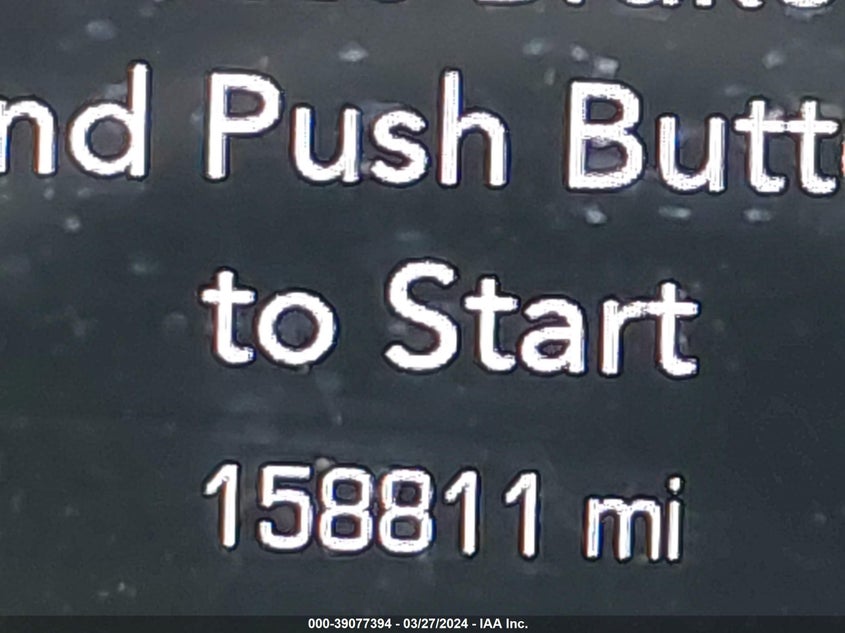 nd Push Butt
to Start
158811 mi
000-39077394 - 03/27/2024 - IAA Inc.